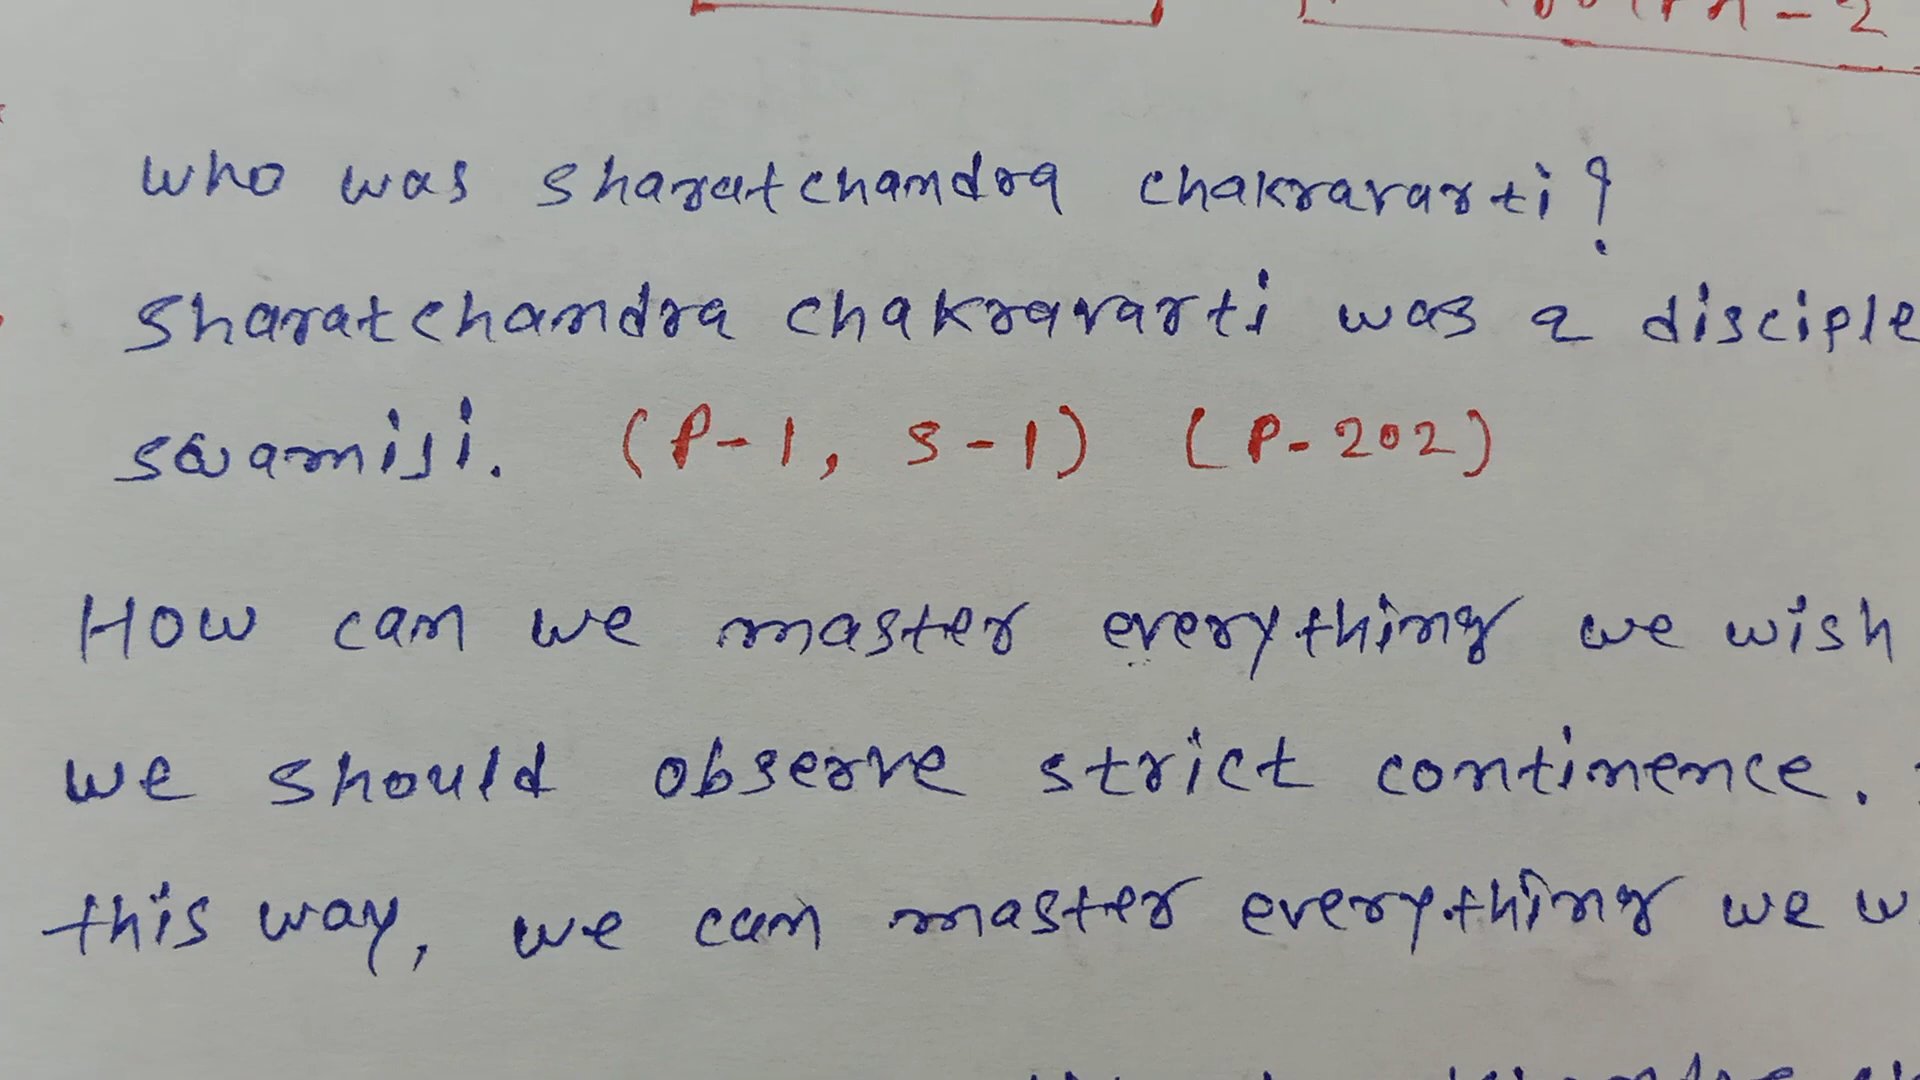 - 2
who was sharatchandra chakravarti?
sharatchandra chakravarti was a disciple
swamiji. (P-1, S-1) (P-202)
How can we master everything we wish
we should observe strict continence.
this way, we can master everything we w